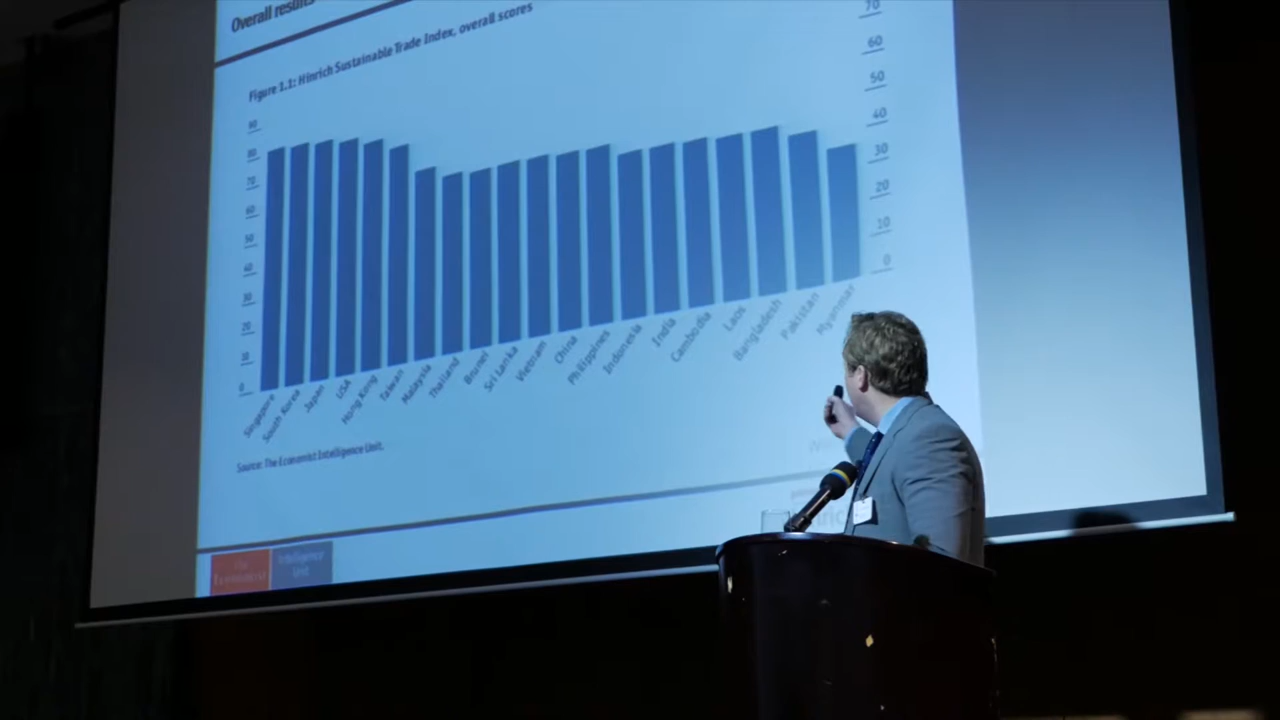 Overall results
Figure 1.1: Hinrich Sustainable Trade Index, overall scores
90
80
70
60
50
40
30
20
10
0
70
60
50
40
30
20
10
0
Singapore
South Korea
Japan
USA
Hong Kong
Taiwan
Malaysia
Thailand
Brunei
Sri Lanka
Vietnam
China
Philippines
Indonesia
India
Cambodia
Laos
Bangladesh
Pakistan
Myanmar
Source: The Economist Intelligence Unit.
The
Economist
Intelligence
Unit